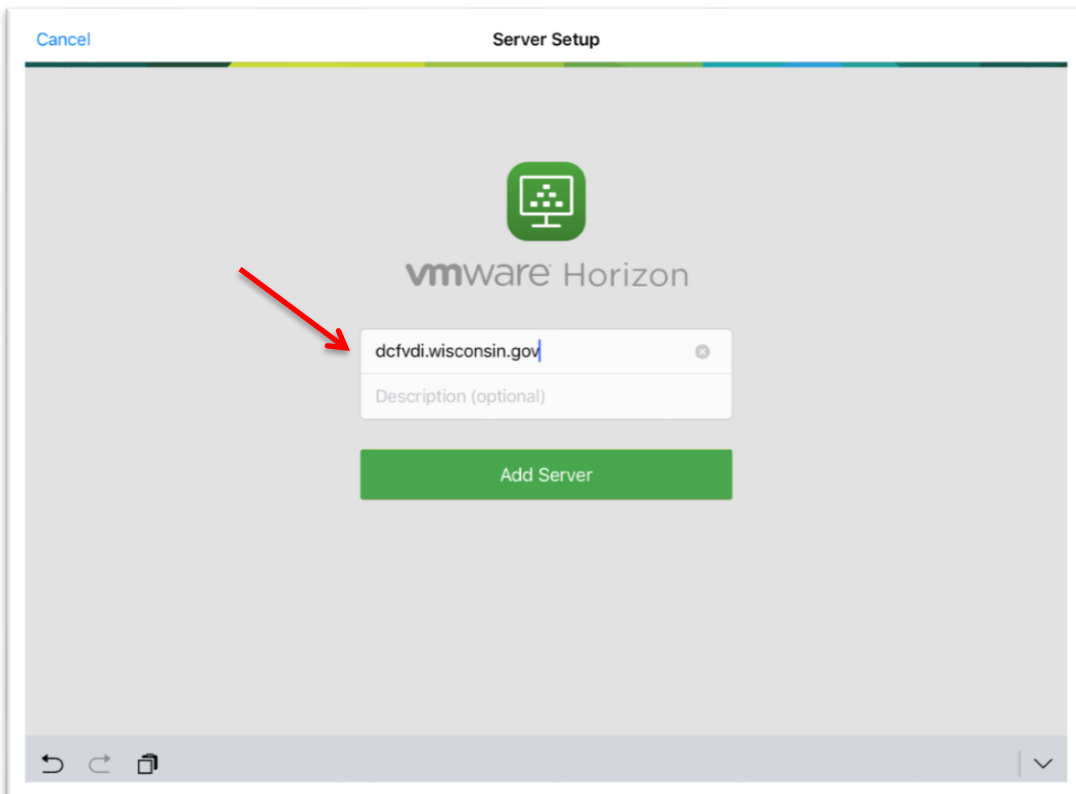 Cancel
Server Setup
vmware Horizon
dcfvdi.wisconsin.gov
Description (optional)
Add Server